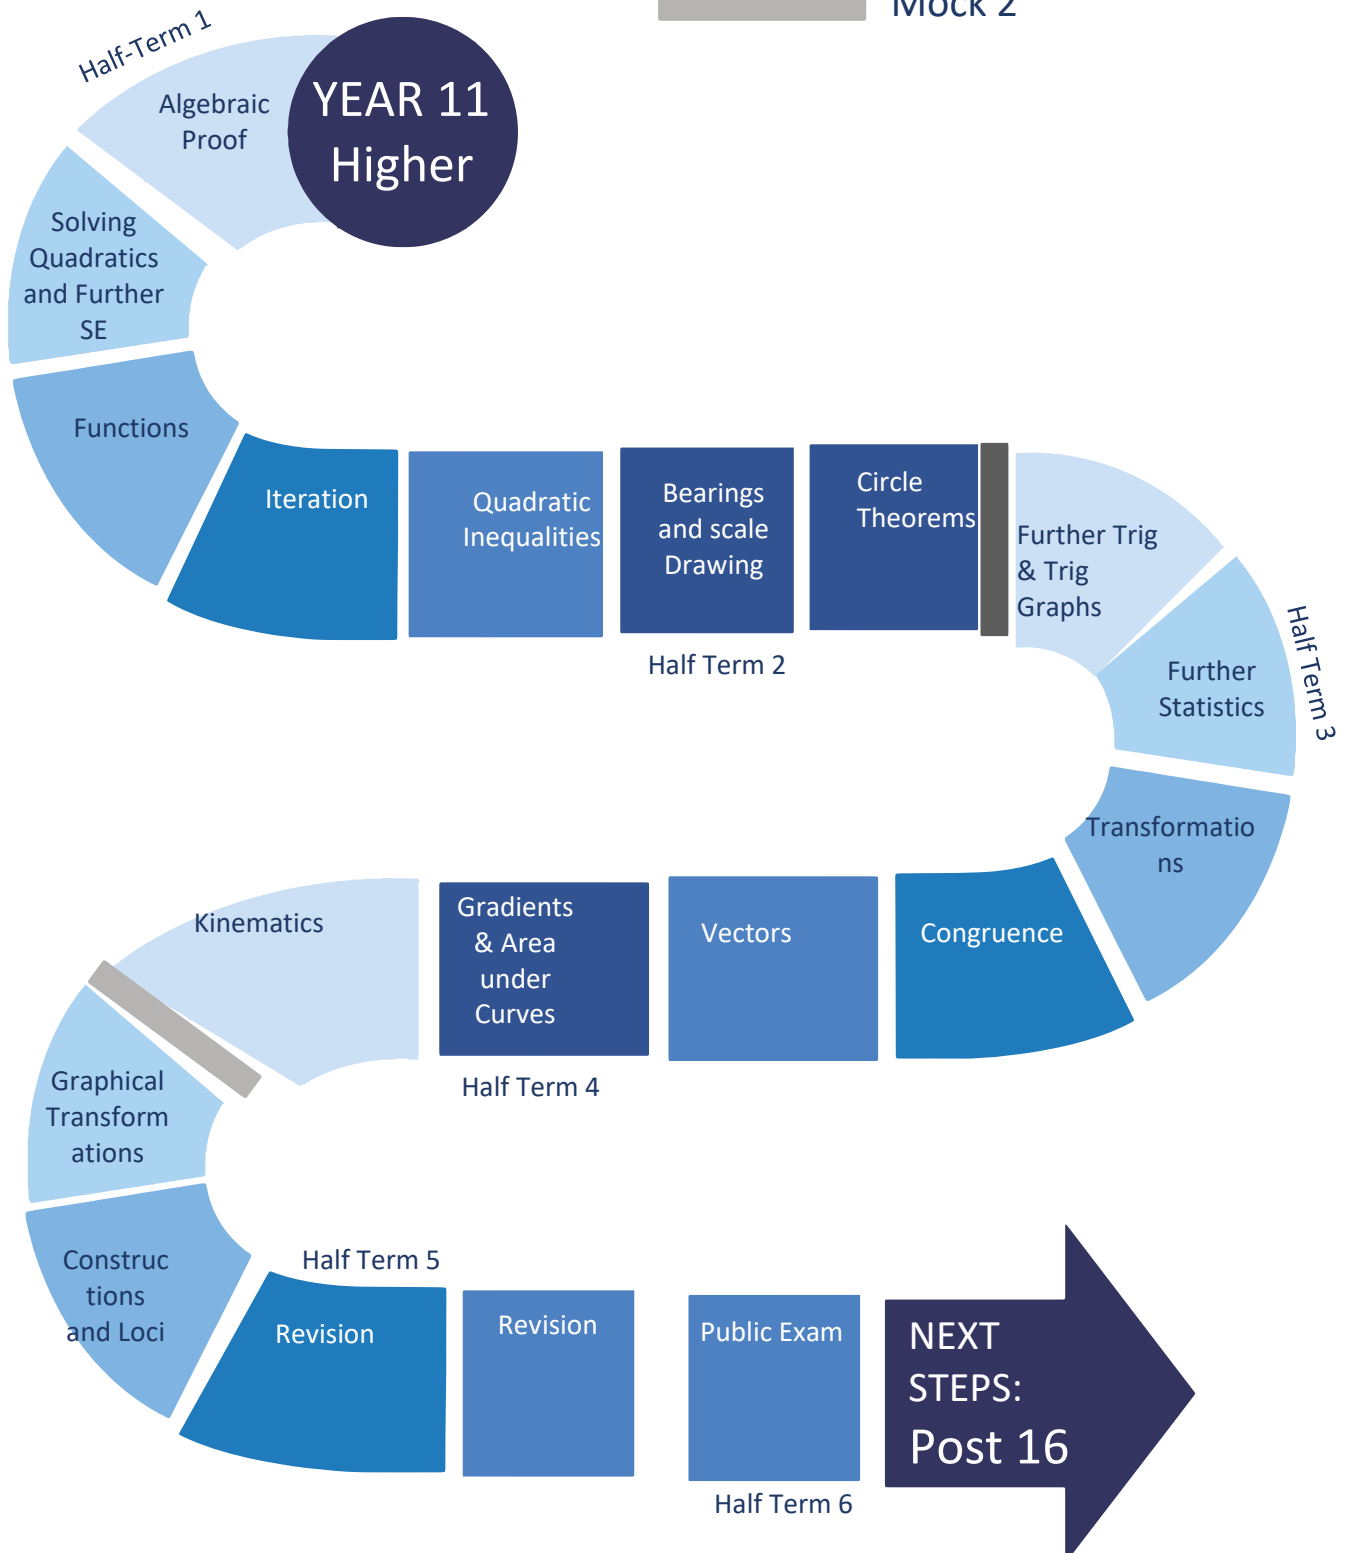 Mock 2
Half-Term 1
YEAR 11
Higher
Algebraic
Proof
Solving
Quadratics
and Further
SE
Functions
Iteration
Quadratic
Inequalities
Bearings
and scale
Drawing
Circle
Theorems
Half Term 2
Further Trig
& Trig
Graphs
Further
Statistics
Half Term 3
Transformatio
ns
Congruence
Vectors
Gradients
& Area
under
Curves
Half Term 4
Kinematics
Graphical
Transform
ations
Construc
tions
and Loci
Half Term 5
Revision
Revision
Public Exam
Half Term 6
NEXT
STEPS:
Post 16